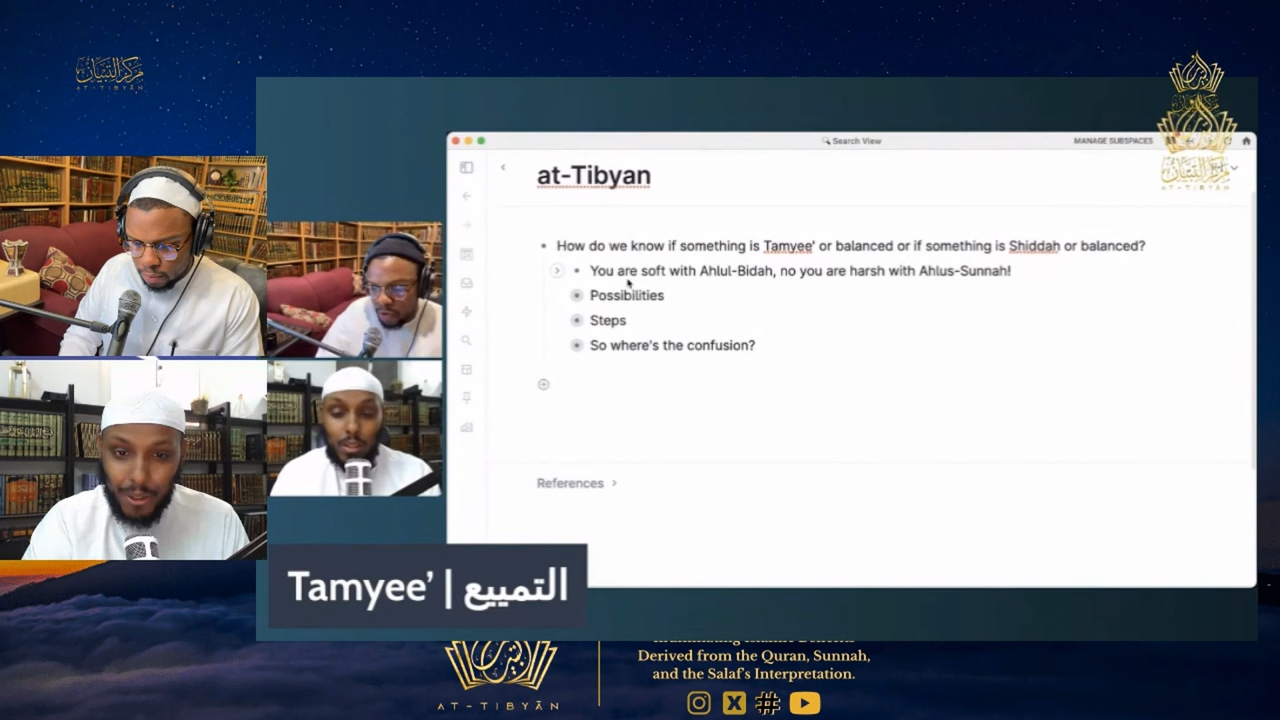 مركز التبيان
AT-TIBYĀN
Search View
MANAGE SUBSPACES
at-Tibyan
How do we know if something is Tamyee' or balanced or if something is Shiddah or balanced?
You are soft with Ahlul-Bidah, no you are harsh with Ahlus-Sunnah!
Possibilities
Steps
So where's the confusion?
References
Tamyee’ | التمييع
Derived from the Quran, Sunnah,
and the Salaf's Interpretation.
AT-TIBYĀN